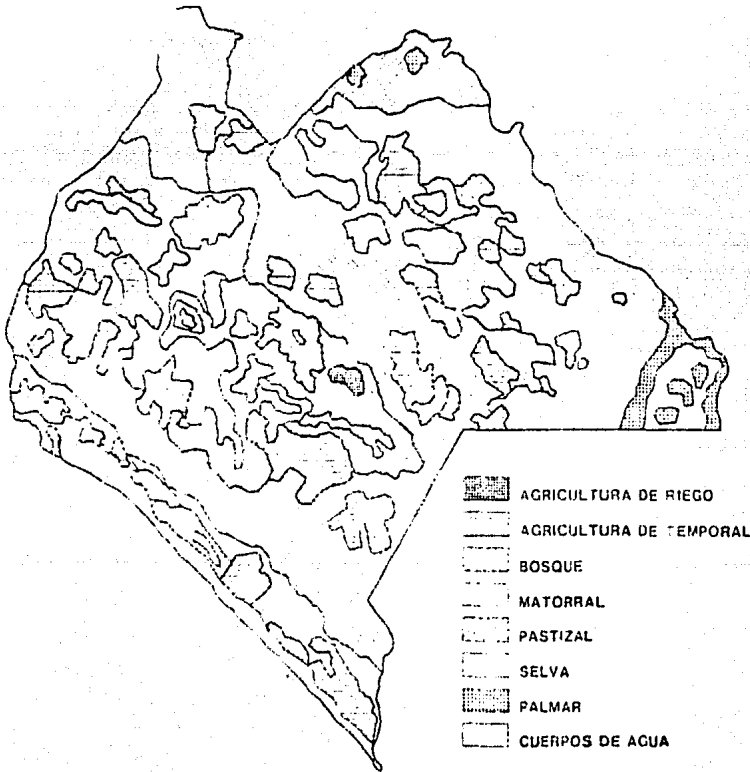 AGRICULTURA DE RIEGO
AGRICULTURA DE TEMPORAL
BOSQUE
MATORRAL
PASTIZAL
SELVA
PALMAR
CUERPOS DE AGUA